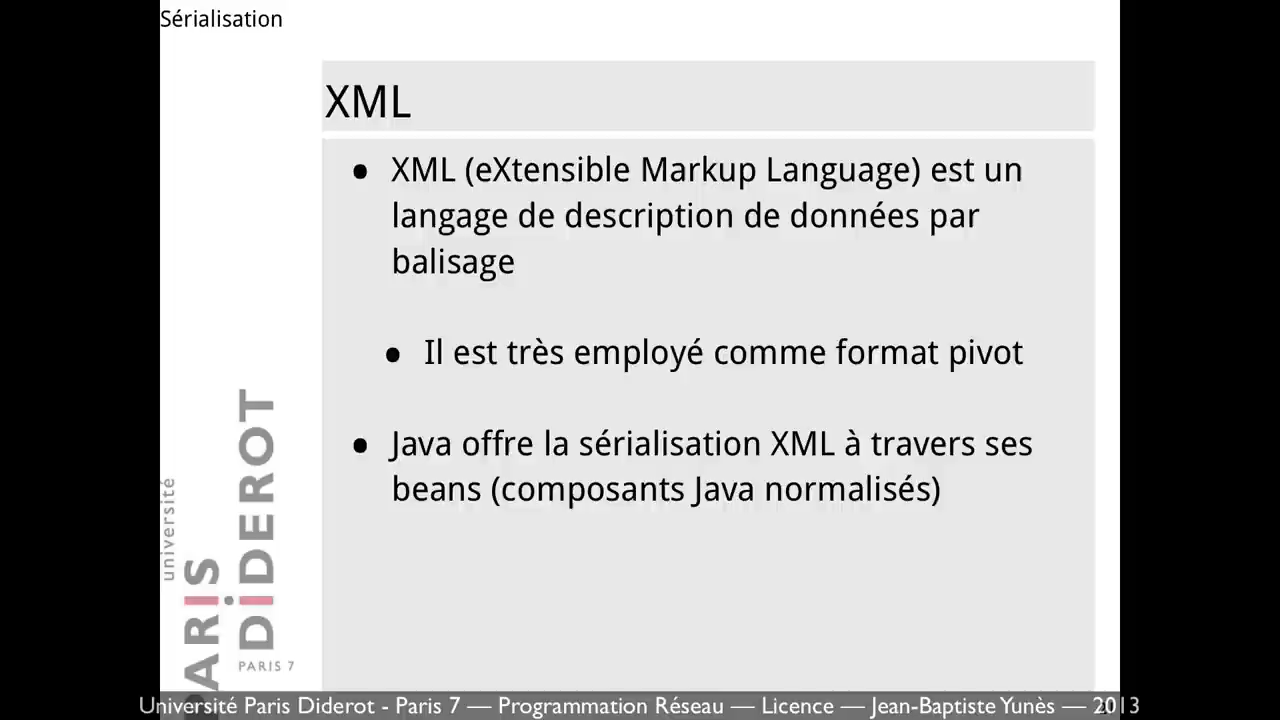 Sérialisation
XML
• XML (eXtensible Markup Language) est un
langage de description de données par
balisage
• Il est très employé comme format pivot
• Java offre la sérialisation XML à travers ses
beans (composants Java normalisés)
université
PARiS
DiDEROT
PARIS 7
Université Paris Diderot - Paris 7 — Programmation Réseau — Licence — Jean-Baptiste Yunès — 2013